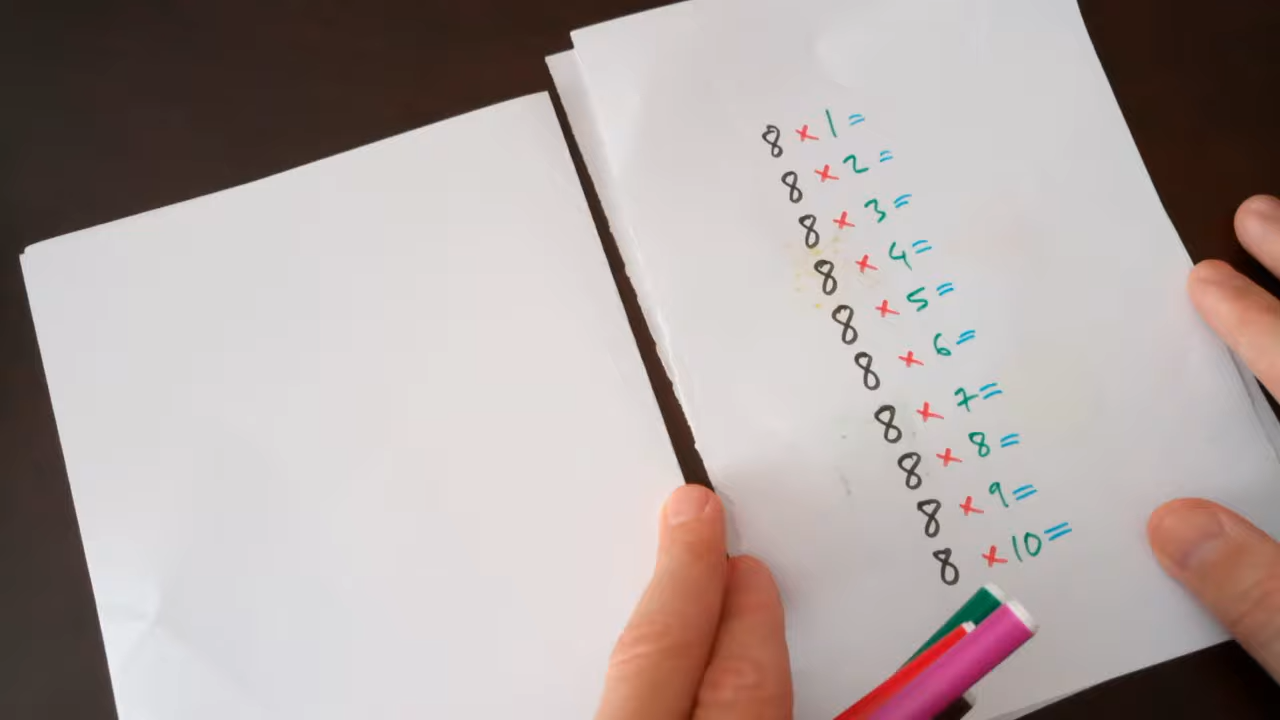 8 × 1 =
8 × 2 =
8 × 3 =
8 × 4 =
8 × 5 =
8 × 6 =
8 × 7 =
8 × 8 =
8 × 9 =
8 × 10 =